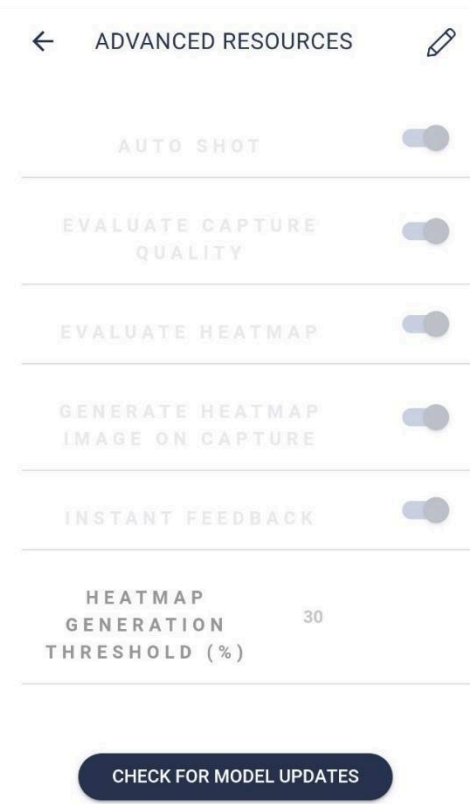 ADVANCED RESOURCES
AUTO SHOT
EVALUATE CAPTURE
QUALITY
EVALUATE HEATMAP
GENERATE HEATMAP
IMAGE ON CAPTURE
INSTANT FEEDBACK
HEATMAP
GENERATION
THRESHOLD (%)
30
CHECK FOR MODEL UPDATES